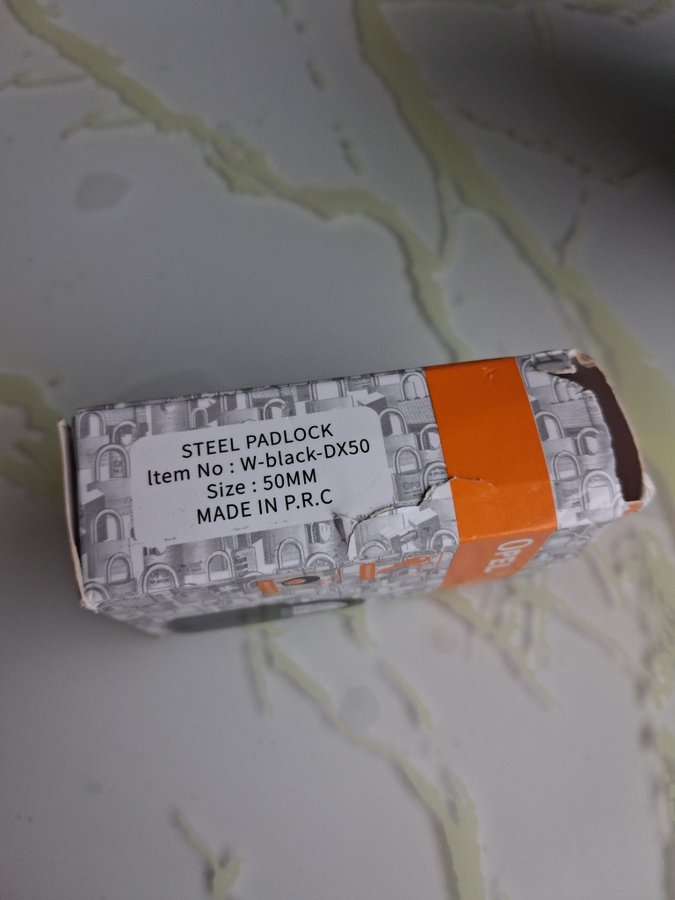 STEEL PADLOCK
Item No : W-black-DX50
Size : 50MM
MADE IN P.R.C